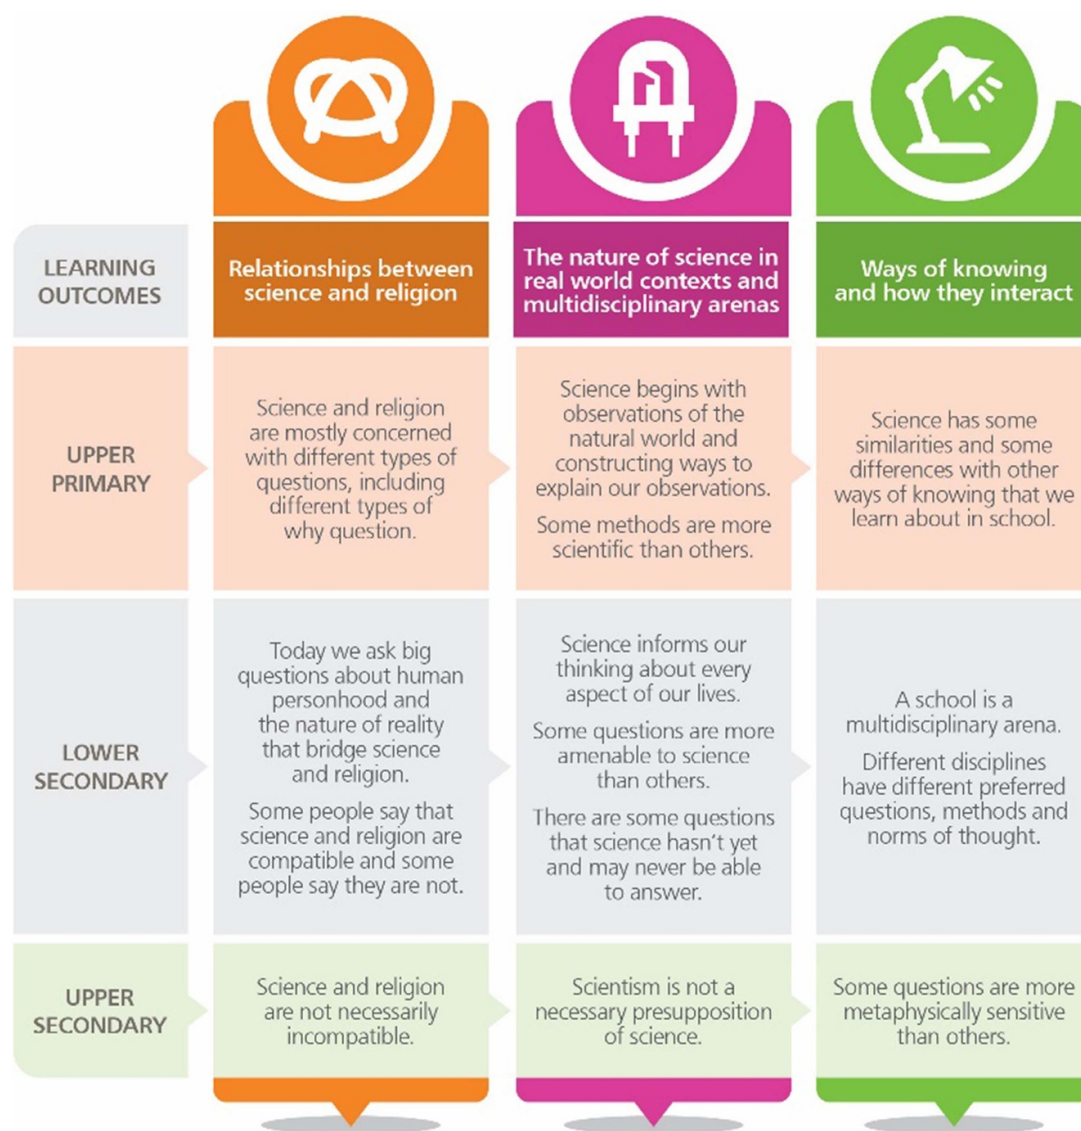 LEARNING
OUTCOMES
Relationships between
science and religion
The nature of science in
real world contexts and
multidisciplinary arenas
Ways of knowing
and how they interact
UPPER
PRIMARY
Science and religion
are mostly concerned
with different types of
questions, including
different types of
why question.
Science begins with
observations of the
natural world and
constructing ways to
explain our observations.
Some methods are more
scientific than others.
Science has some
similarities and some
differences with other
ways of knowing that we
learn about in school.
LOWER
SECONDARY
Today we ask big
questions about human
personhood and
the nature of reality
that bridge science
and religion.
Some people say that
science and religion are
compatible and some
people say they are not.
Science informs our
thinking about every
aspect of our lives.
Some questions are more
amenable to science
than others.
There are some questions
that science hasn't yet
and may never be able
to answer.
A school is a
multidisciplinary arena.
Different disciplines
have different preferred
questions, methods and
norms of thought.
UPPER
SECONDARY
Science and religion
are not necessarily
incompatible.
Scientism is not a
necessary presupposition
of science.
Some questions are more
metaphysically sensitive
than others.